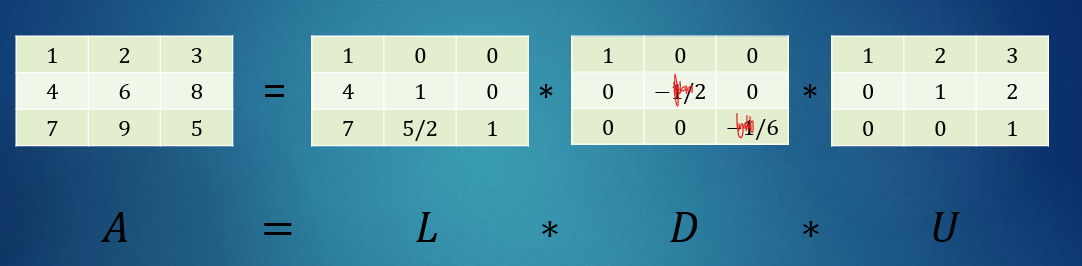 1 2 3 1 0 0 1 0 0 1 2 3
4 6 8 = 4 1 0 * 0 −1/2 0 * 0 1 2
7 9 5 7 5/2 1 0 0 −1/6 0 0 1
A = L * D * U